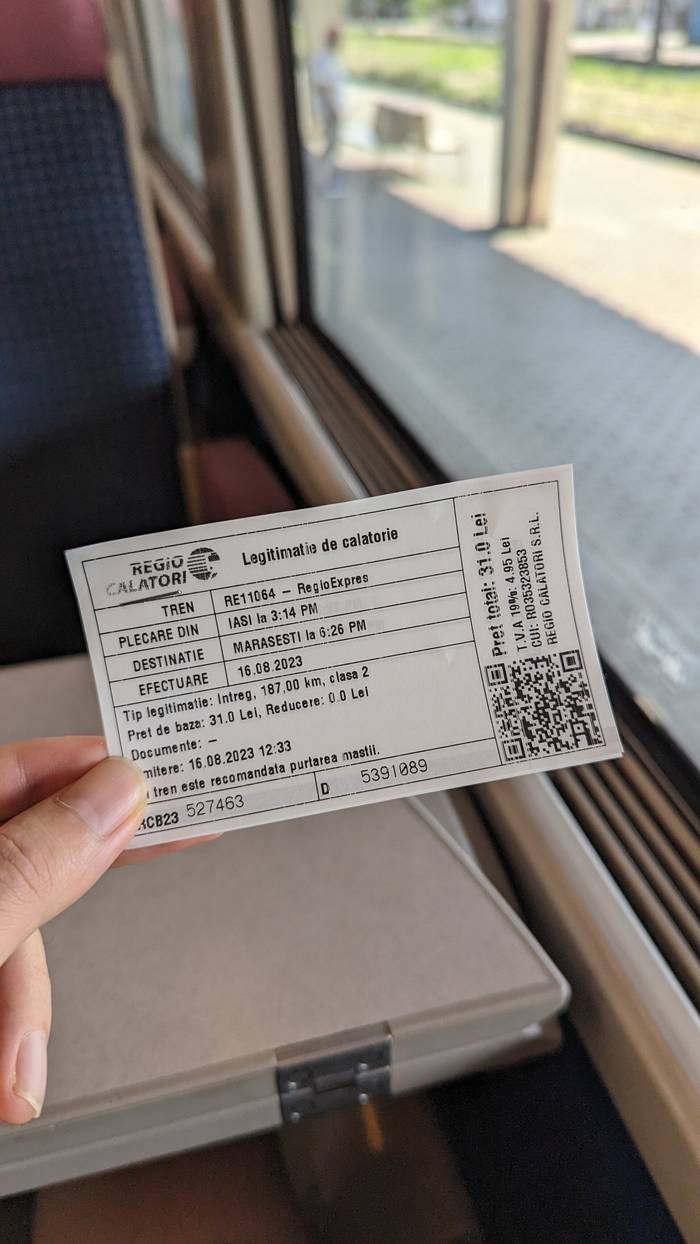 REGIO
CALATORI
Legitimatie de calatorie
TREN RE11064 – RegioExpres
PLECARE DIN IASI la 3:14 PM
DESTINATIE MARASESTI la 6:26 PM
EFECTUARE 16.08.2023
Tip legitimatie: Intreg, 187,00 km, clasa 2
Pret de baza: 31.0 Lei, Reducere: 0.0 Lei
Documente: –
mitere: 16.08.2023 12:33
tren este recomandata purtarea mastii.
RCB23 527463 D 5391089
Pret total: 31.0 Lei
T.V.A 19%: 4.95 Lei
CUI: RO35323853
REGIO CALATORI S.R.L.